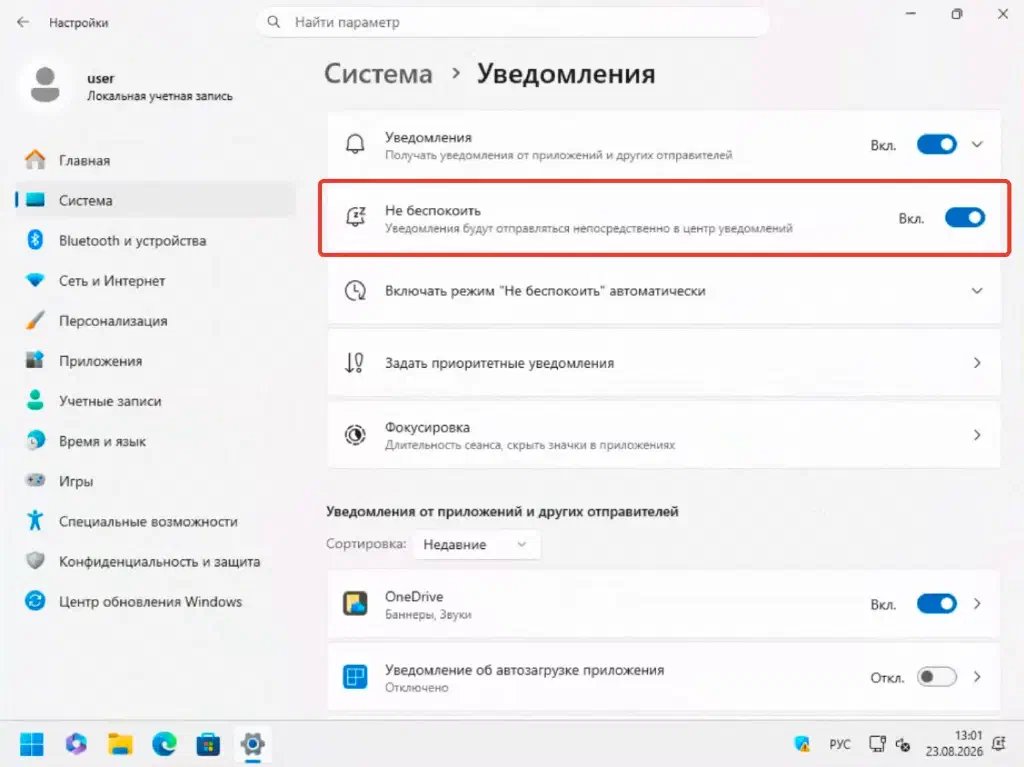 Настройки
Найти параметр
user
Локальная учетная запись
Главная
Система
Bluetooth и устройства
Сеть и Интернет
Персонализация
Приложения
Учетные записи
Время и язык
Игры
Специальные возможности
Конфиденциальность и защита
Центр обновления Windows
Система › Уведомления
Уведомления
Получать уведомления от приложений и других отправителей
Вкл.
Не беспокоить
Уведомления будут отправляться непосредственно в центр уведомлений
Вкл.
Включать режим "Не беспокоить" автоматически
Задать приоритетные уведомления
Фокусировка
Длительность сеанса, скрыть значки в приложениях
Уведомления от приложений и других отправителей
Сортировка: Недавние
OneDrive
Баннеры, Звуки
Вкл.
Уведомление об автозагрузке приложения
Отключено
Откл.
РУС
13:01
23.08.2026